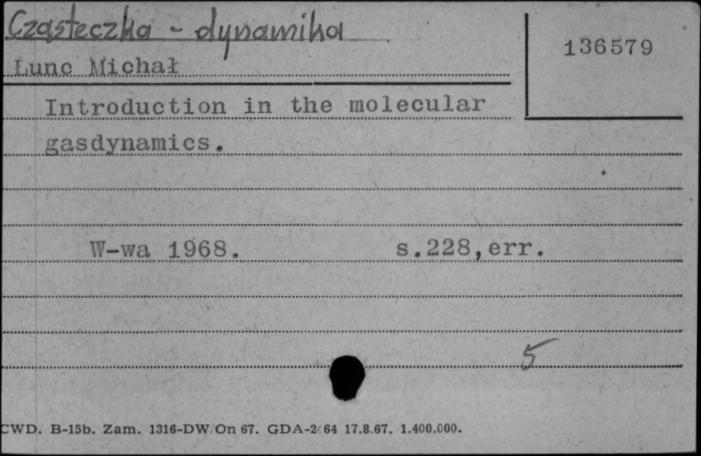 Cząsteczka - dynamika
136579
Łunc Michał
Introduction in the molecular
gasdynamics.
W-wa 1968. s.228,err.
5
CWD. B-15b. Zam. 1316-DW/On 67. GDA-2/64 17.8.67. 1.400.000.